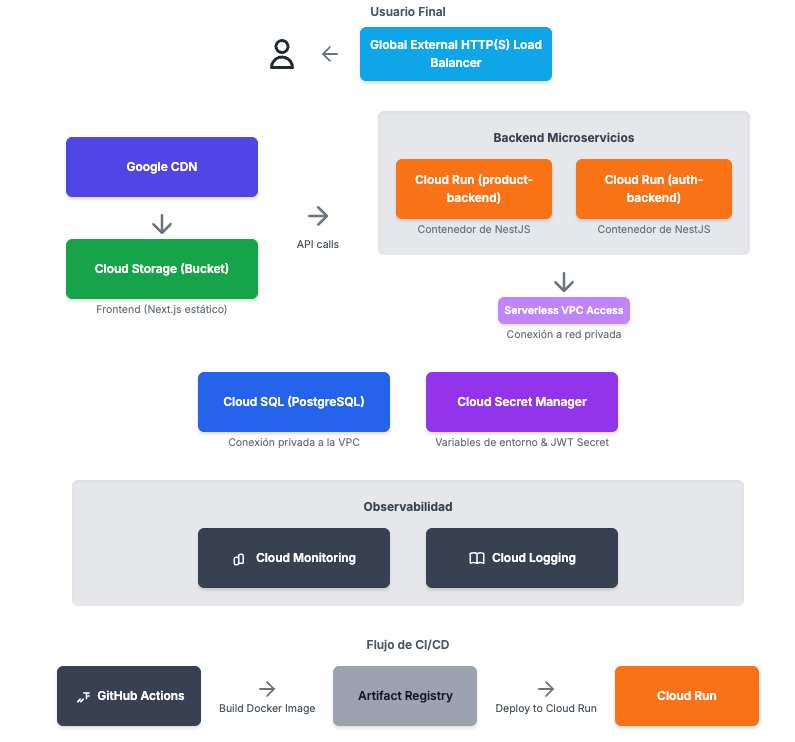 Usuario Final
Global External HTTP(S) Load
Balancer
Google CDN
Cloud Storage (Bucket)
Frontend (Next.js estático)
API calls
Backend Microservicios
Cloud Run (product-
backend)
Contenedor de NestJS
Cloud Run (auth-
backend)
Contenedor de NestJS
Serverless VPC Access
Conexión a red privada
Cloud SQL (PostgreSQL)
Conexión privada a la VPC
Cloud Secret Manager
Variables de entorno & JWT Secret
Observabilidad
Cloud Monitoring
Cloud Logging
Flujo de CI/CD
GitHub Actions
Build Docker Image
Artifact Registry
Deploy to Cloud Run
Cloud Run